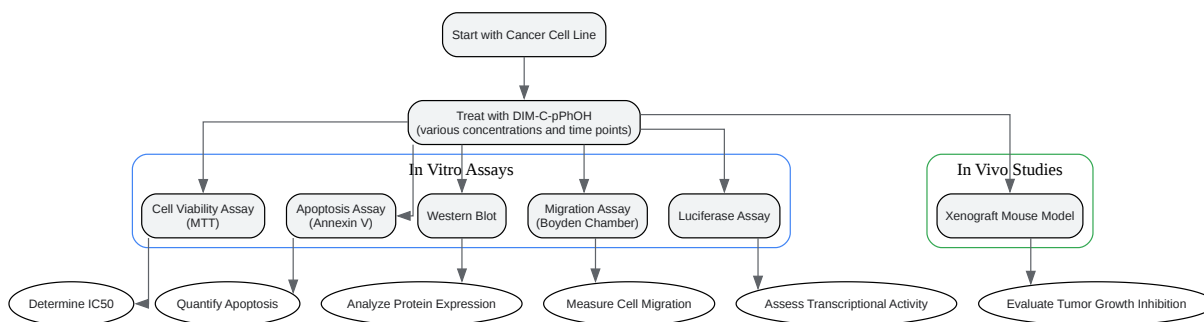 Start with Cancer Cell Line
Treat with DIM-C-pPhOH
(various concentrations and time points)
In Vitro Assays
In Vivo Studies
Cell Viability Assay
(MTT)
Apoptosis Assay
(Annexin V)
Western Blot
Migration Assay
(Boyden Chamber)
Luciferase Assay
Xenograft Mouse Model
Determine IC50
Quantify Apoptosis
Analyze Protein Expression
Measure Cell Migration
Assess Transcriptional Activity
Evaluate Tumor Growth Inhibition